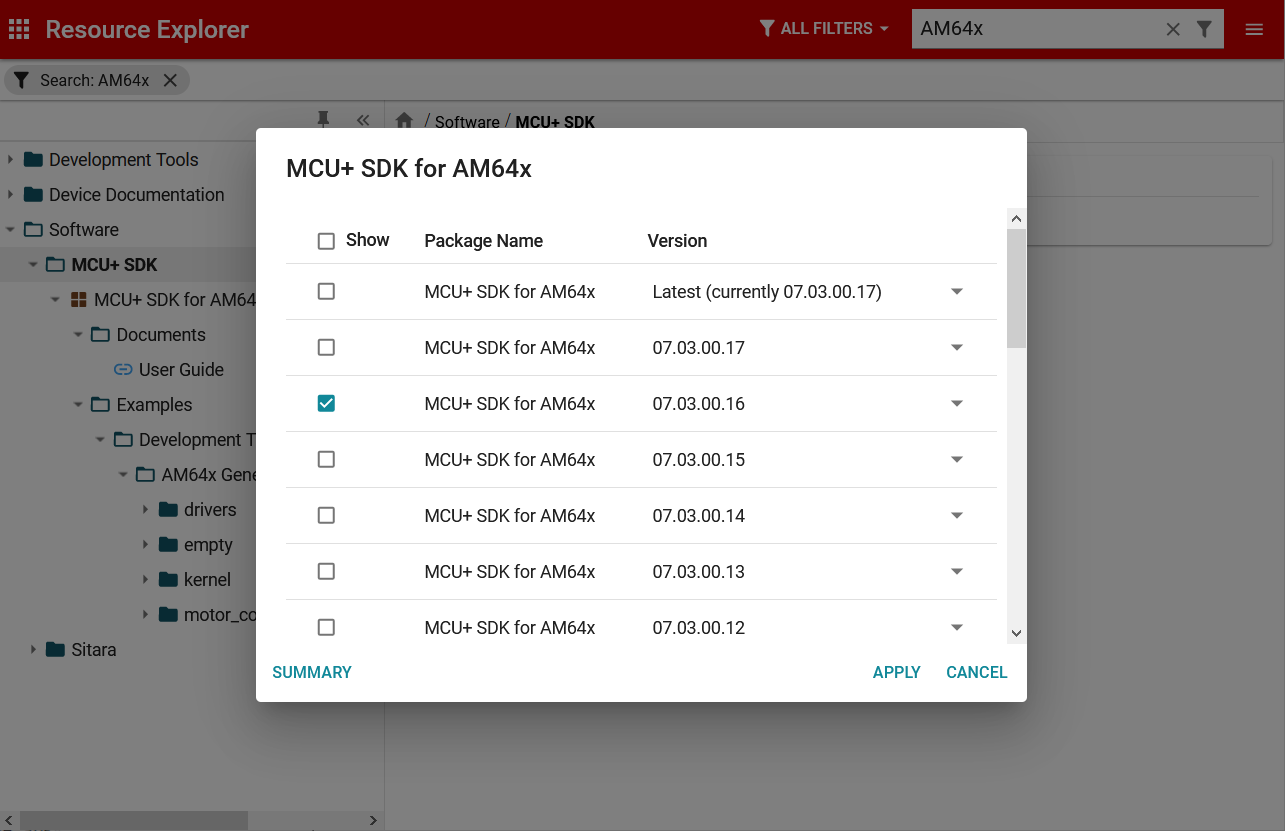 Resource Explorer
ALL FILTERS
AM64x
Search: AM64x
/ Software / MCU+ SDK
Development Tools
Device Documentation
Software
MCU+ SDK
MCU+ SDK for AM64
Documents
User Guide
Examples
Development T
AM64x Gene
drivers
empty
kernel
motor_co
Sitara
MCU+ SDK for AM64x
Show Package Name Version
MCU+ SDK for AM64x Latest (currently 07.03.00.17)
MCU+ SDK for AM64x 07.03.00.17
MCU+ SDK for AM64x 07.03.00.16
MCU+ SDK for AM64x 07.03.00.15
MCU+ SDK for AM64x 07.03.00.14
MCU+ SDK for AM64x 07.03.00.13
MCU+ SDK for AM64x 07.03.00.12
SUMMARY APPLY CANCEL